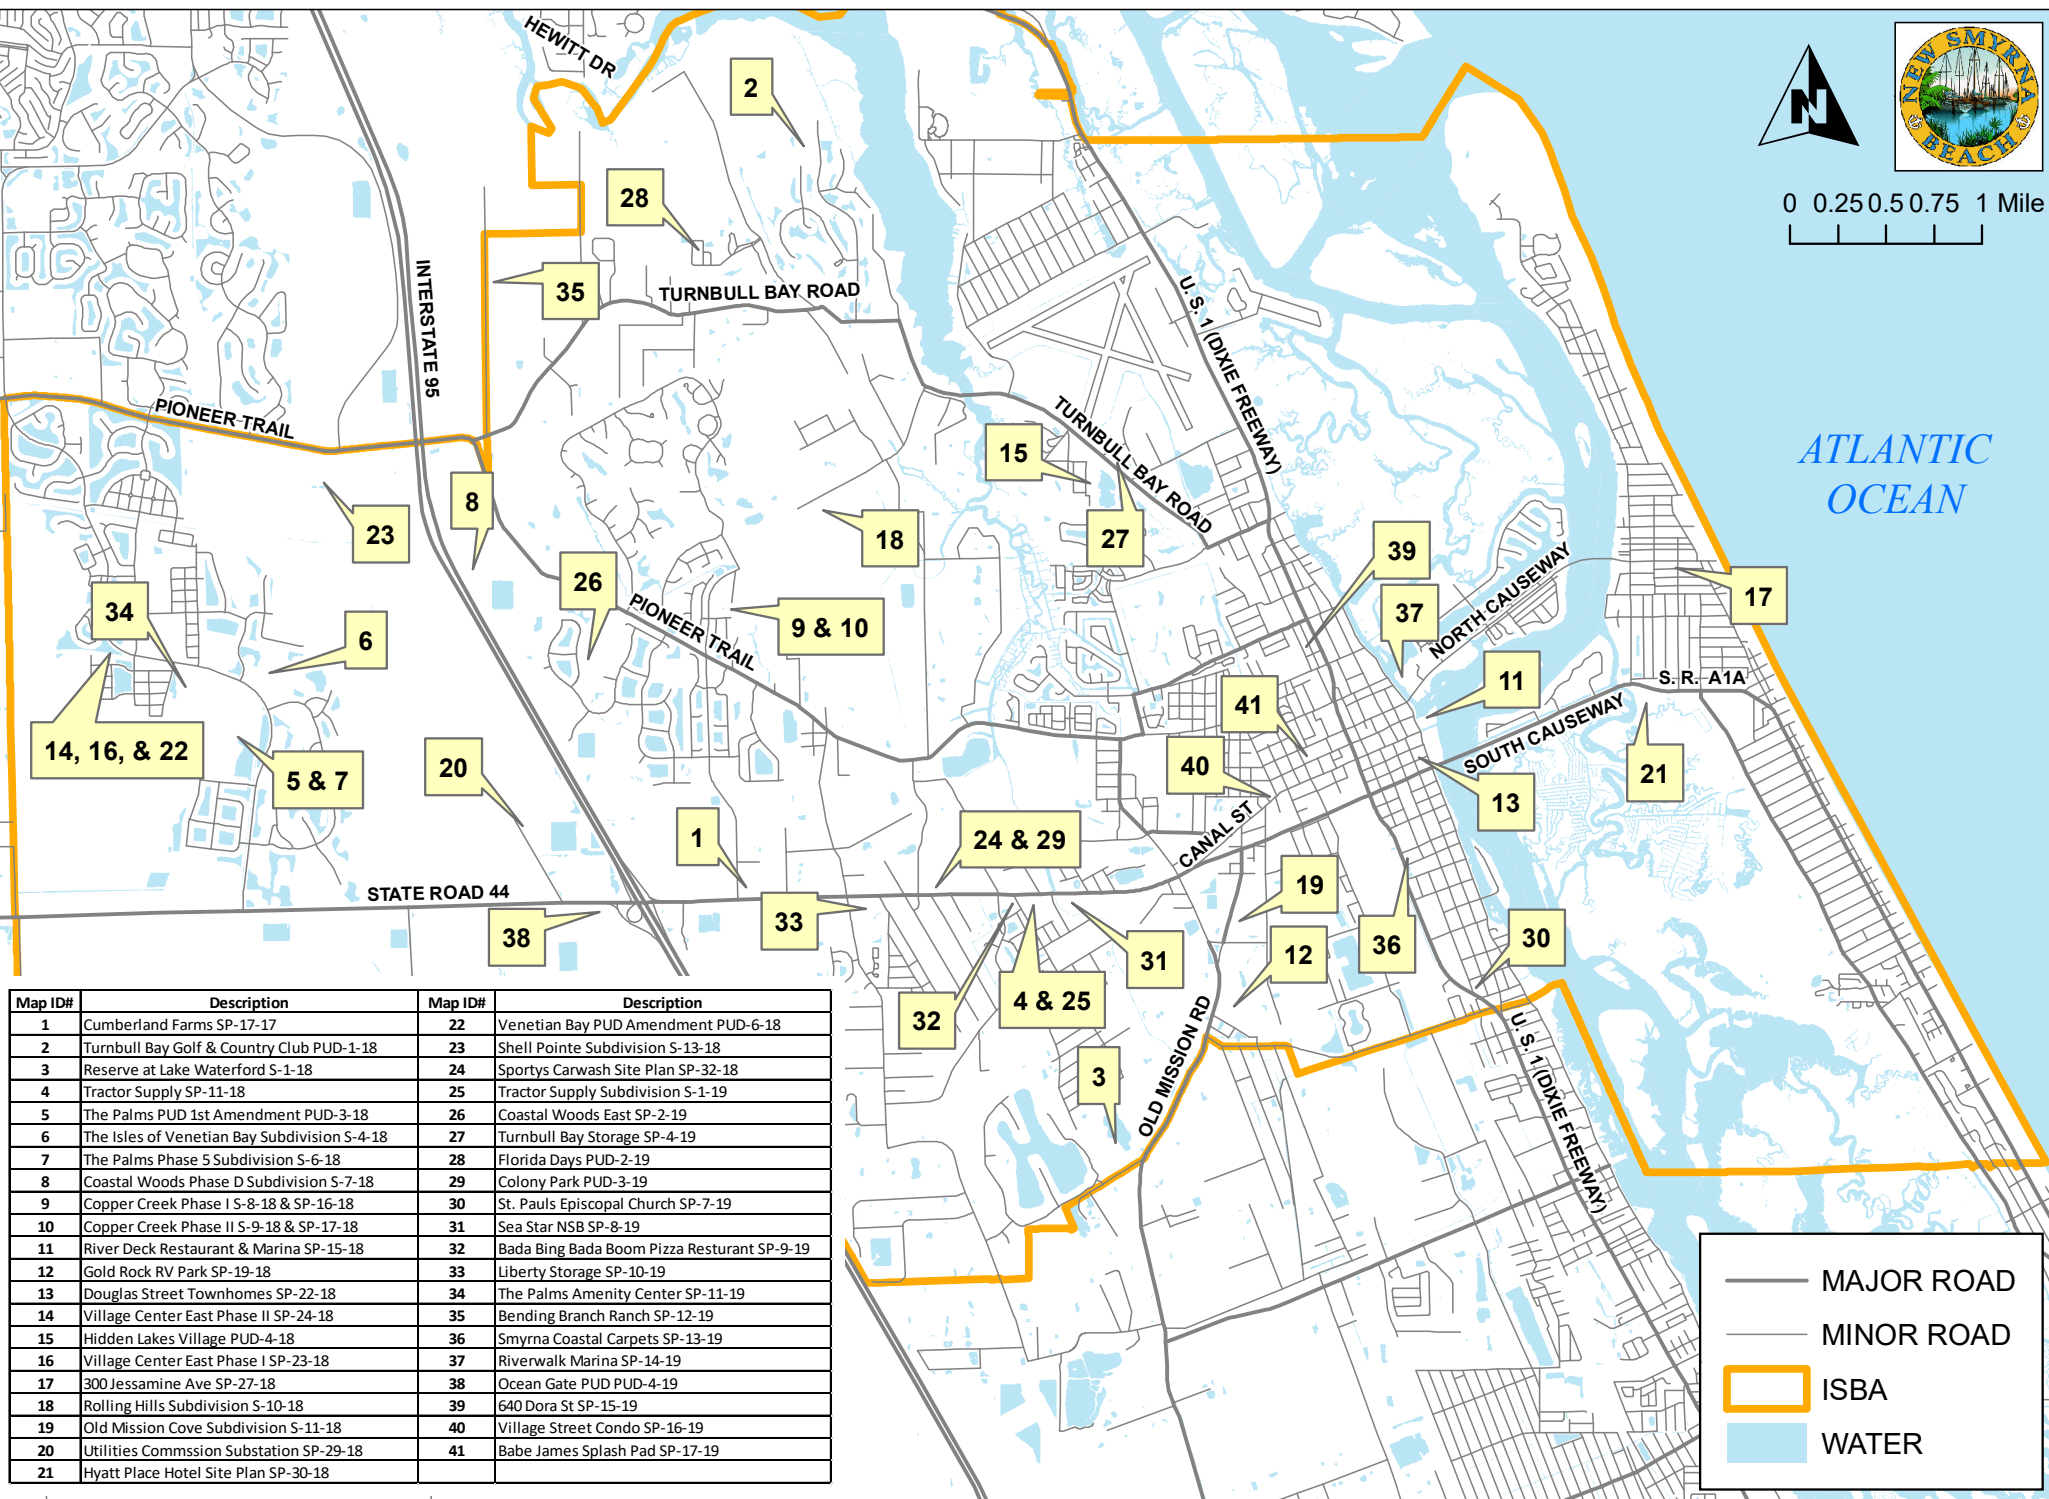 HEWITT DR
NEW SMYRNA
BEACH
N
0 0.25 0.5 0.75 1 Mile
2
28
35
TURNBULL BAY ROAD
INTERSTATE 95
U. S. 1 (DIXIE FREEWAY)
PIONEER TRAIL
TURNBULL BAY ROAD
ATLANTIC
OCEAN
15
8
23
18
27
39
26
PIONEER TRAIL
9 & 10
37
NORTH CAUSEWAY
17
34
6
11
S. R. A1A
41
SOUTH CAUSEWAY
14, 16, & 22
5 & 7
20
40
21
13
1
24 & 29
CANAL ST
STATE ROAD 44
19
33
38
31
12
36
30
32
4 & 25
OLD MISSION RD
3
U. S. 1 (DIXIE FREEWAY)
Map ID# Description Map ID# Description
1 Cumberland Farms SP-17-17 22 Venetian Bay PUD Amendment PUD-6-18
2 Turnbull Bay Golf & Country Club PUD-1-18 23 Shell Pointe Subdivision S-13-18
3 Reserve at Lake Waterford S-1-18 24 Sportys Carwash Site Plan SP-32-18
4 Tractor Supply SP-11-18 25 Tractor Supply Subdivision S-1-19
5 The Palms PUD 1st Amendment PUD-3-18 26 Coastal Woods East SP-2-19
6 The Isles of Venetian Bay Subdivision S-4-18 27 Turnbull Bay Storage SP-4-19
7 The Palms Phase 5 Subdivision S-6-18 28 Florida Days PUD-2-19
8 Coastal Woods Phase D Subdivision S-7-18 29 Colony Park PUD-3-19
9 Copper Creek Phase I S-8-18 & SP-16-18 30 St. Pauls Episcopal Church SP-7-19
10 Copper Creek Phase II S-9-18 & SP-17-18 31 Sea Star NSB SP-8-19
11 River Deck Restaurant & Marina SP-15-18 32 Bada Bing Bada Boom Pizza Resturant SP-9-19
12 Gold Rock RV Park SP-19-18 33 Liberty Storage SP-10-19
13 Douglas Street Townhomes SP-22-18 34 The Palms Amenity Center SP-11-19
14 Village Center East Phase II SP-24-18 35 Bending Branch Ranch SP-12-19
15 Hidden Lakes Village PUD-4-18 36 Smyrna Coastal Carpets SP-13-19
16 Village Center East Phase I SP-23-18 37 Riverwalk Marina SP-14-19
17 300 Jessamine Ave SP-27-18 38 Ocean Gate PUD PUD-4-19
18 Rolling Hills Subdivision S-10-18 39 640 Dora St SP-15-19
19 Old Mission Cove Subdivision S-11-18 40 Village Street Condo SP-16-19
20 Utilities Commssion Substation SP-29-18 41 Babe James Splash Pad SP-17-19
21 Hyatt Place Hotel Site Plan SP-30-18
MAJOR ROAD
MINOR ROAD
ISBA
WATER